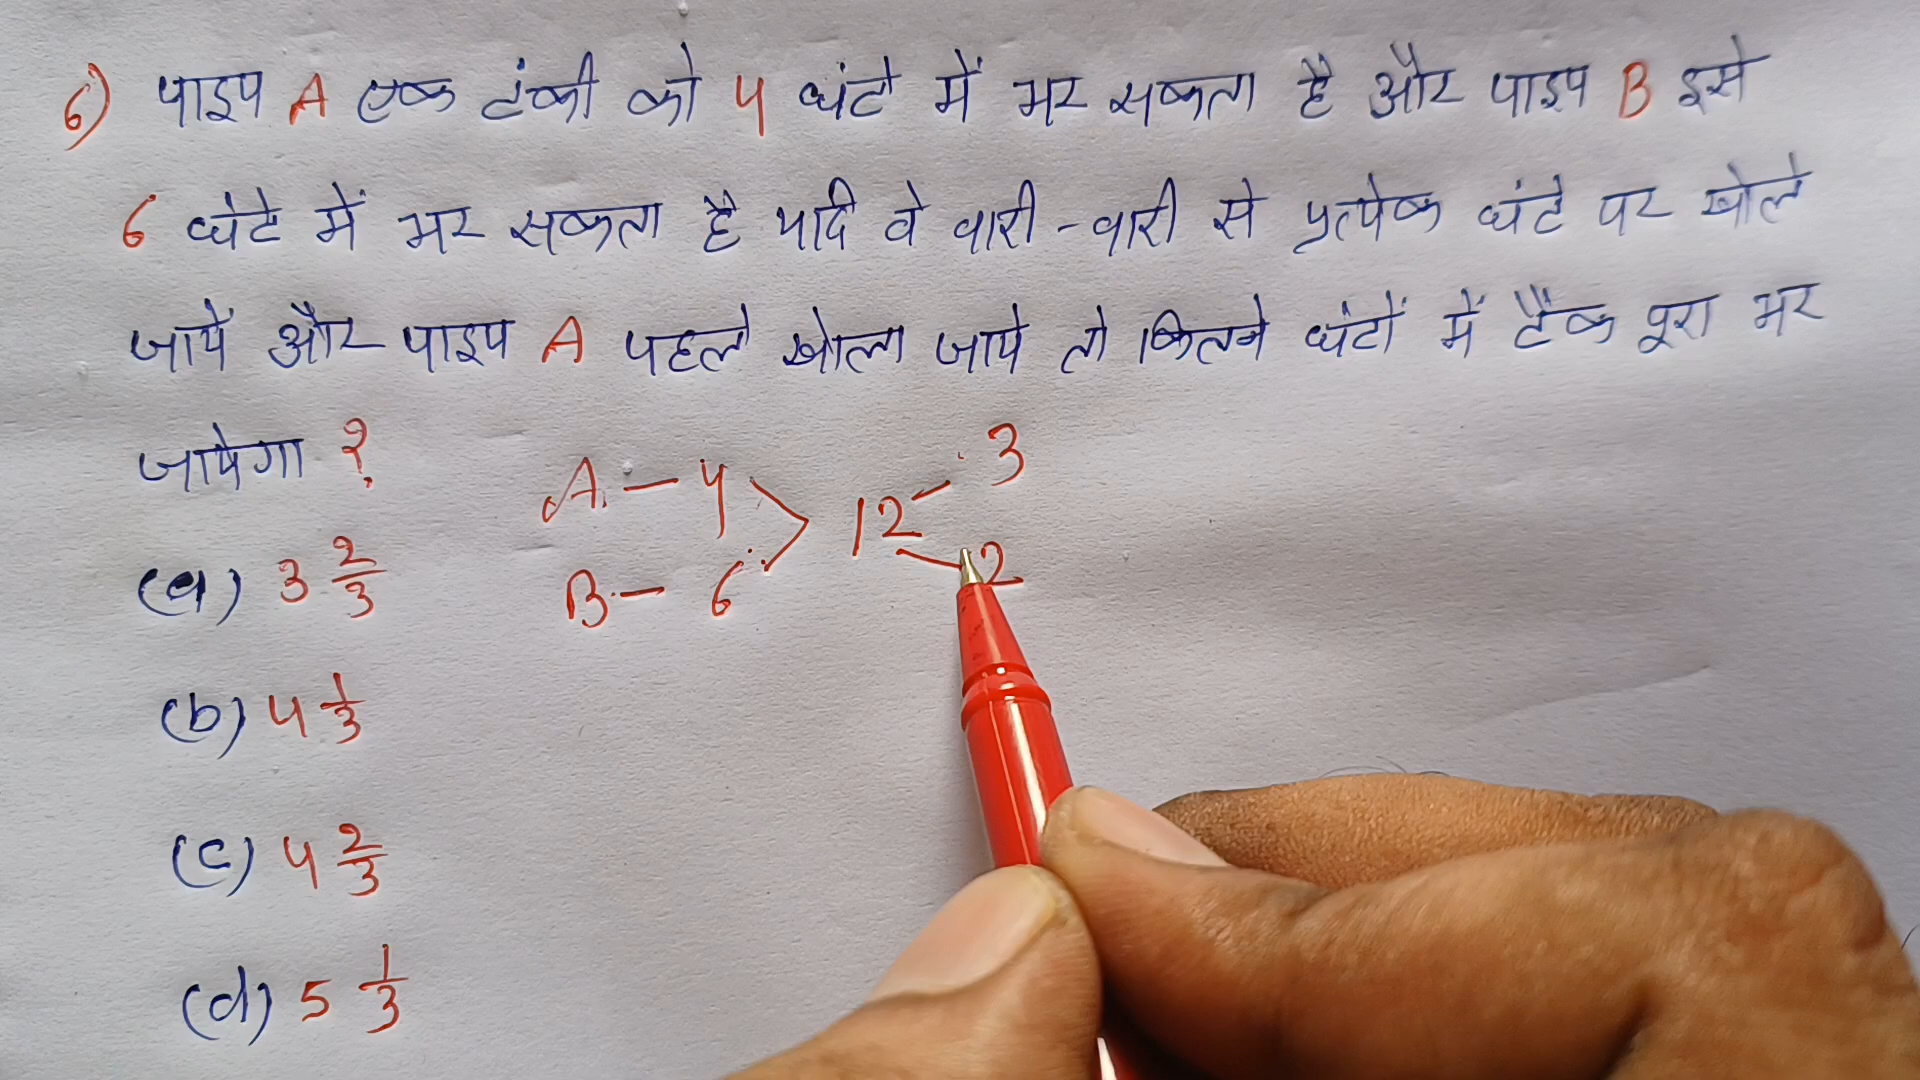 6) पाइप A एक टंकी को 4 घंटे में भर सकता है और पाइप B इसे
6 घंटे में भर सकता है यदि वे वारी-वारी से प्रत्येक घंटे पर खोले
जायें और पाइप A पहले खोला जाये तो कितने घंटों में टैंक पूरा भर
जायेगा ?
A - 4
B - 6
12
3
2
(a) 3 2/3
(b) 4 1/3
(c) 4 2/3
(d) 5 1/3